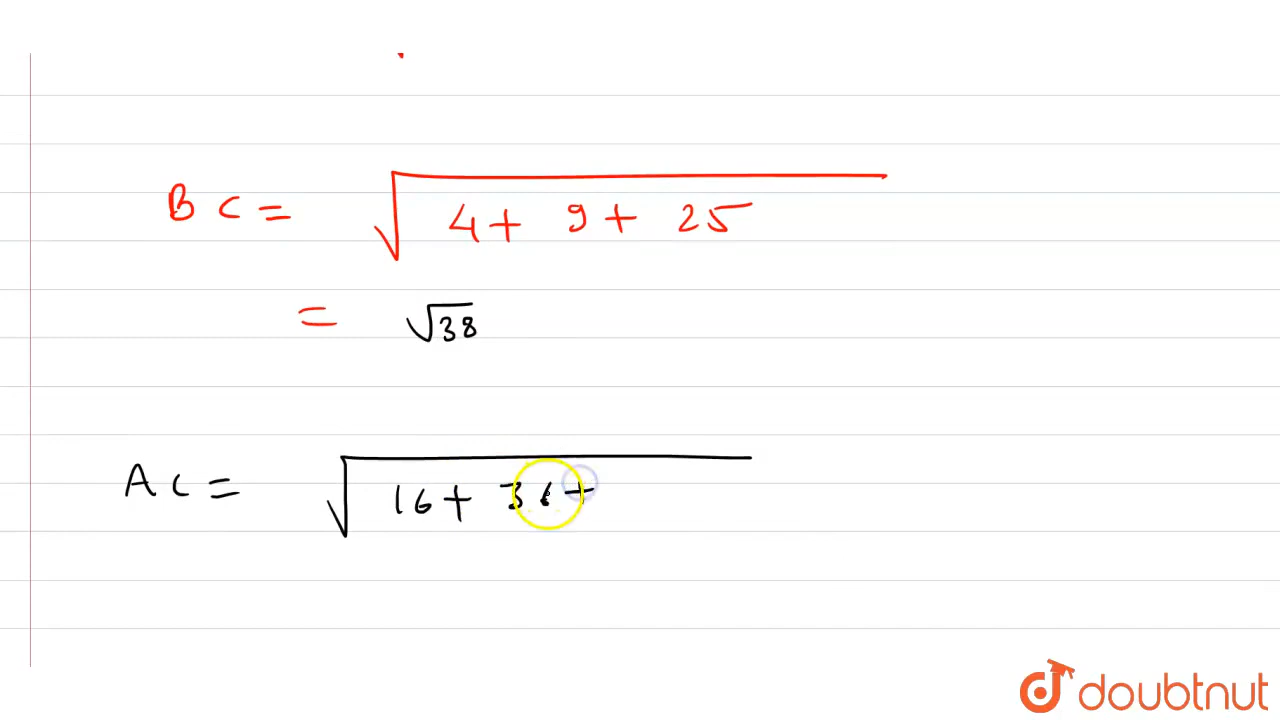 BC = √4+ 9+ 25
= √38
AC = √16+ 36+
doubtnut